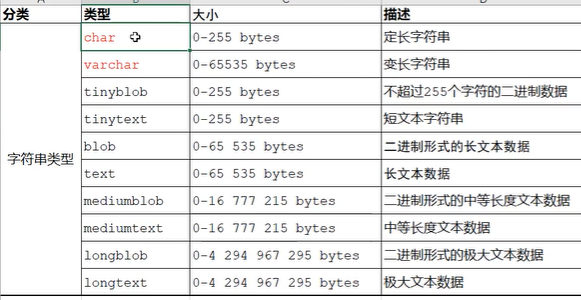 分类 类型 大小 描述
char 0-255 bytes 定长字符串
varchar 0-65535 bytes 变长字符串
tinyblob 0-255 bytes 不超过255个字符的二进制数据
tinytext 0-255 bytes 短文本字符串
字符串类型 blob 0-65 535 bytes 二进制形式的长文本数据
text 0-65 535 bytes 长文本数据
mediumblob 0-16 777 215 bytes 二进制形式的中等长度文本数据
mediumtext 0-16 777 215 bytes 中等长度文本数据
longblob 0-4 294 967 295 bytes 二进制形式的极大文本数据
longtext 0-4 294 967 295 bytes 极大文本数据